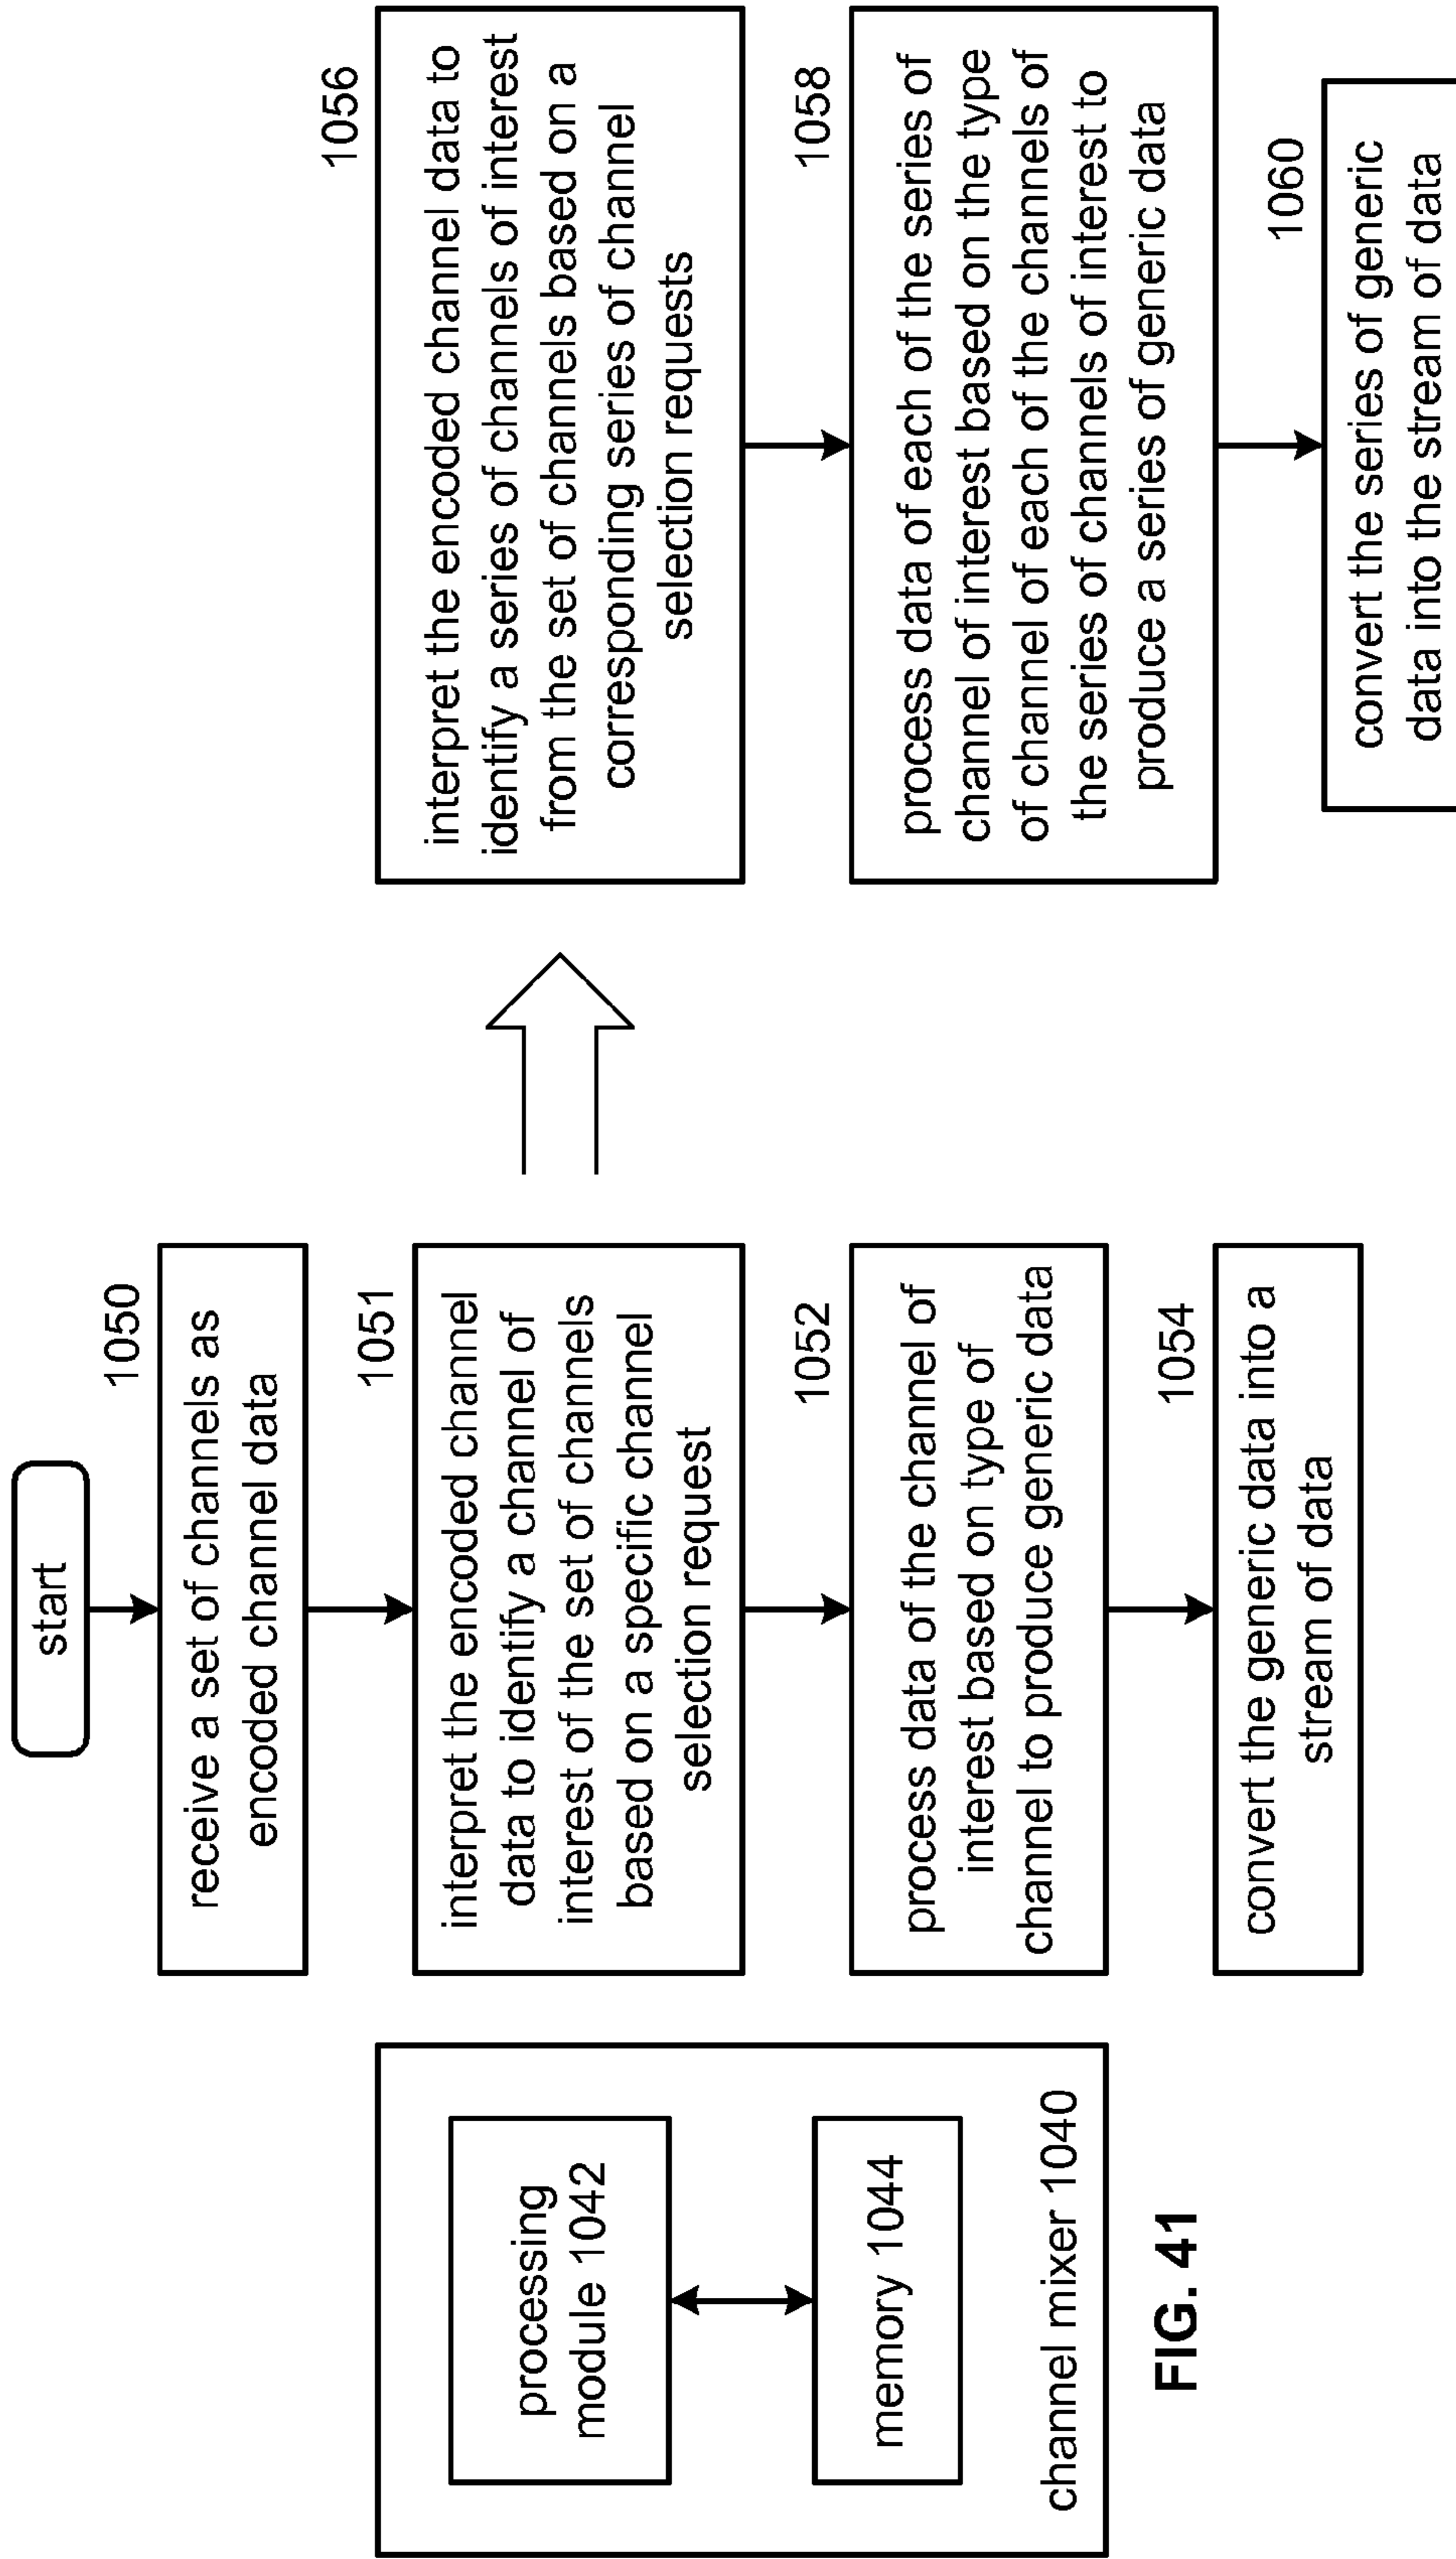 processing
module 1042
memory 1044
channel mixer 1040
FIG. 41
start
1050
receive a set of channels as
encoded channel data
1051
interpret the encoded channel
data to identify a channel of
interest of the set of channels
based on a specific channel
selection request
1052
process data of the channel of
interest based on type of
channel to produce generic data
1054
convert the generic data into a
stream of data
1056
interpret the encoded channel data to
identify a series of channels of interest
from the set of channels based on a
corresponding series of channel
selection requests
1058
process data of each of the series of
channel of interest based on the type
of channel of each of the channels of
the series of channels of interest to
produce a series of generic data
1060
convert the series of generic
data into the stream of data